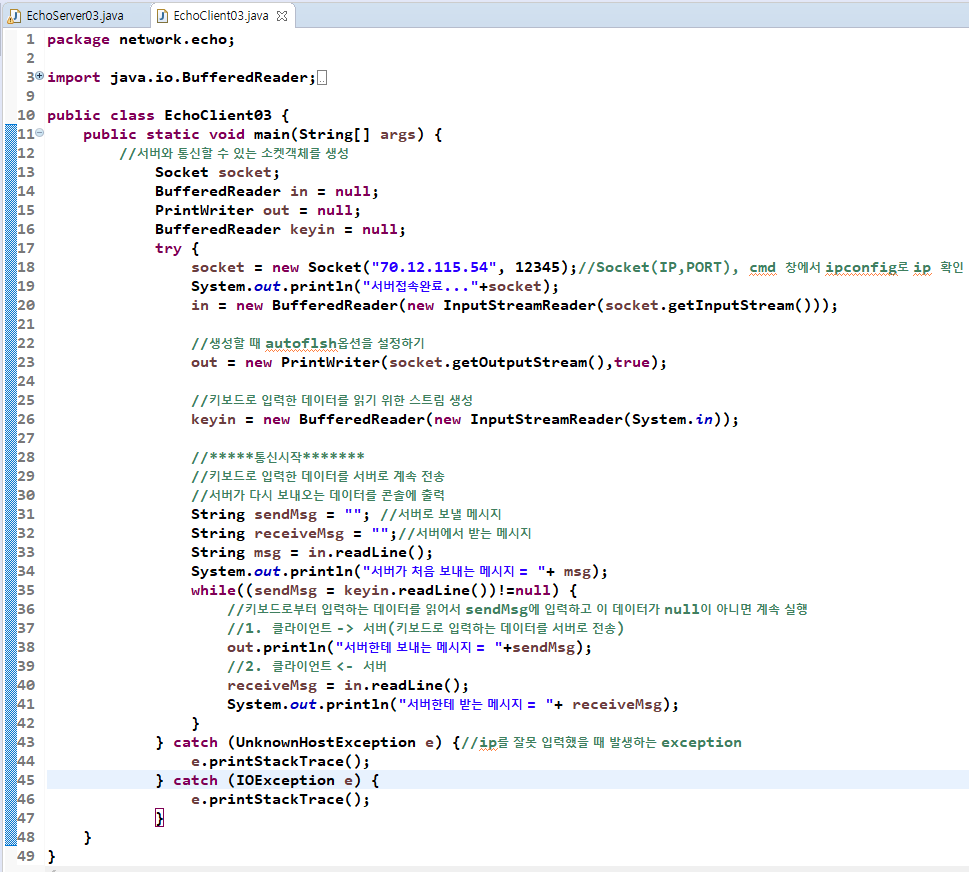 EchoServer03.java EchoClient03.java
1 package network.echo;
2
3 import java.io.BufferedReader;
9
10 public class EchoClient03 {
11 public static void main(String[] args) {
12 //서버와 통신할 수 있는 소켓객체를 생성
13 Socket socket;
14 BufferedReader in = null;
15 PrintWriter out = null;
16 BufferedReader keyin = null;
17 try {
18 socket = new Socket("70.12.115.54", 12345);//Socket(IP,PORT), cmd 창에서 ipconfig로 ip 확인
19 System.out.println("서버접속완료..."+socket);
20 in = new BufferedReader(new InputStreamReader(socket.getInputStream()));
21
22 //생성할 때 autoflsh옵션을 설정하기
23 out = new PrintWriter(socket.getOutputStream(),true);
24
25 //키보드로 입력한 데이터를 읽기 위한 스트림 생성
26 keyin = new BufferedReader(new InputStreamReader(System.in));
27
28 //*****통신시작*******
29 //키보드로 입력한 데이터를 서버로 계속 전송
30 //서버가 다시 보내오는 데이터를 콘솔에 출력
31 String sendMsg = ""; //서버로 보낼 메시지
32 String receiveMsg = "";//서버에서 받는 메시지
33 String msg = in.readLine();
34 System.out.println("서버가 처음 보내는 메시지 = "+ msg);
35 while((sendMsg = keyin.readLine())!=null) {
36 //키보드로부터 입력하는 데이터를 읽어서 sendMsg에 입력하고 이 데이터가 null이 아니면 계속 실행
37 //1. 클라이언트 -> 서버(키보드로 입력하는 데이터를 서버로 전송)
38 out.println("서버한테 보내는 메시지 = "+sendMsg);
39 //2. 클라이언트 <- 서버
40 receiveMsg = in.readLine();
41 System.out.println("서버한테 받는 메시지 = "+ receiveMsg);
42 }
43 } catch (UnknownHostException e) {//ip를 잘못 입력했을 때 발생하는 exception
44 e.printStackTrace();
45 } catch (IOException e) {
46 e.printStackTrace();
47 }
48 }
49 }